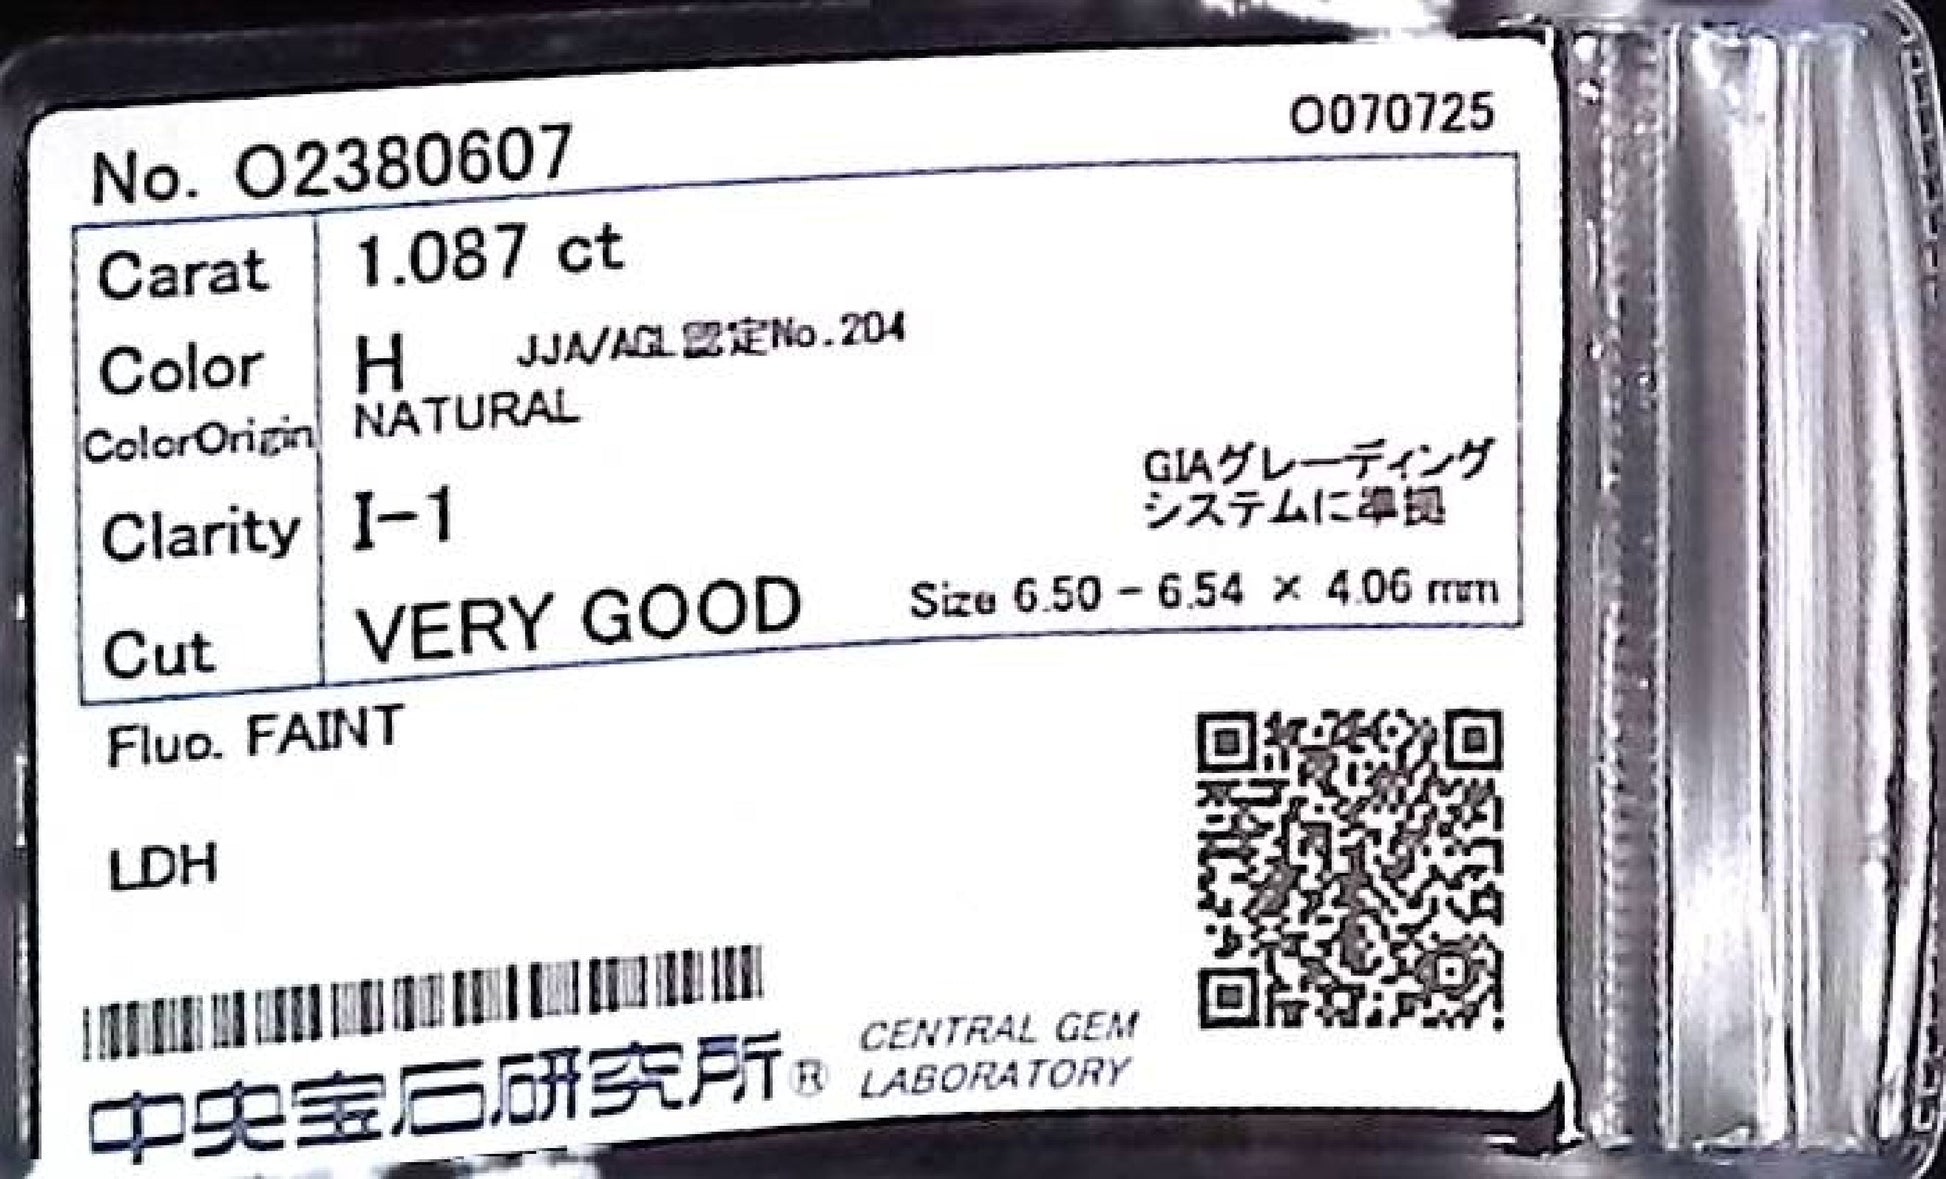 No. O2380607
O070725
Carat 1.087 ct
Color H JJA/AGL認定No.204
ColorOrigin NATURAL
Clarity I-1
GIAグレーディング
システムに準拠
Cut VERY GOOD Size 6.50 - 6.54 × 4.06 mm
Fluo. FAINT
LDH
中央宝石研究所®
CENTRAL GEM
LABORATORY